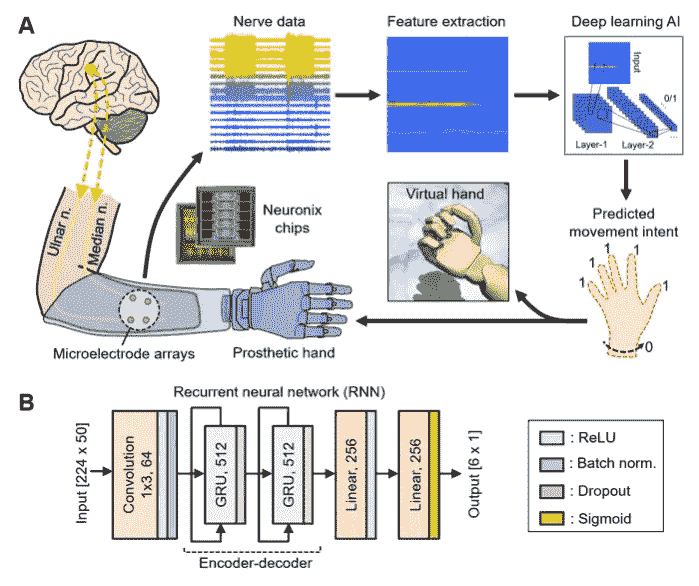 A
Nerve data
Feature extraction
Deep learning AI
Input
0/1
Layer-1
Layer-2
Ulnar n.
Median n.
Neuronix
chips
Virtual hand
Predicted
movement intent
1
1
1
1
1
0
Microelectrode arrays
Prosthetic hand
B
Recurrent neural network (RNN)
Input [224 x 50]
Convolution
1x3, 64
GRU, 512
GRU, 512
Linear, 256
Linear, 256
Output [6 x 1]
Encoder-decoder
: ReLU
: Batch norm.
: Dropout
: Sigmoid